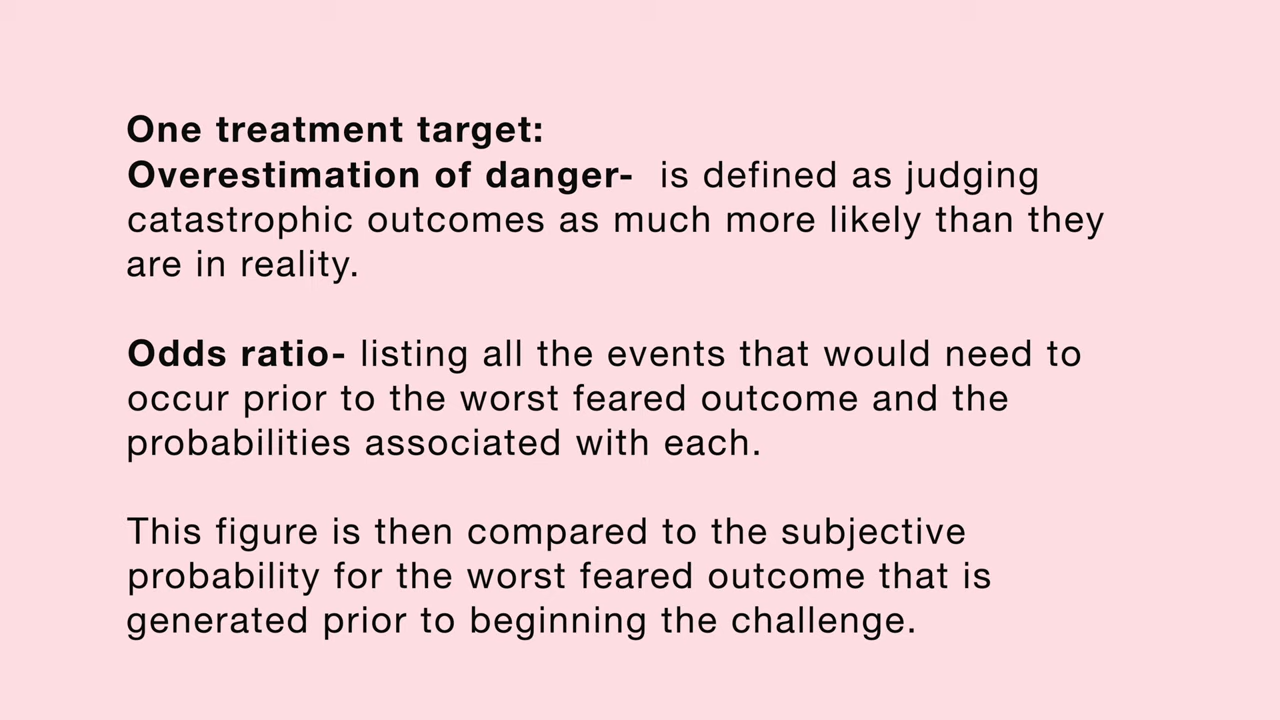 One treatment target:
Overestimation of danger-  is defined as judging
catastrophic outcomes as much more likely than they
are in reality.
Odds ratio- listing all the events that would need to
occur prior to the worst feared outcome and the
probabilities associated with each.
This figure is then compared to the subjective
probability for the worst feared outcome that is
generated prior to beginning the challenge.